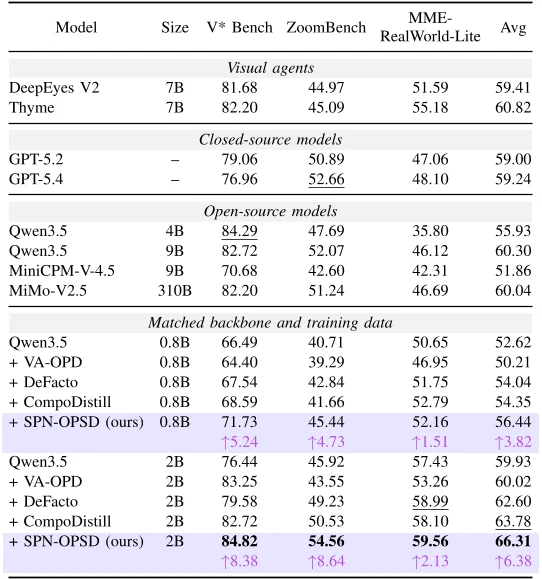 Model Size V* Bench ZoomBench MME-RealWorld-Lite Avg
Visual agents
DeepEyes V2 7B 81.68 44.97 51.59 59.41
Thyme 7B 82.20 45.09 55.18 60.82
Closed-source models
GPT-5.2 – 79.06 50.89 47.06 59.00
GPT-5.4 – 76.96 52.66 48.10 59.24
Open-source models
Qwen3.5 4B 84.29 47.69 35.80 55.93
Qwen3.5 9B 82.72 52.07 46.12 60.30
MiniCPM-V-4.5 9B 70.68 42.60 42.31 51.86
MiMo-V2.5 310B 82.20 51.24 46.69 60.04
Matched backbone and training data
Qwen3.5 0.8B 66.49 40.71 50.65 52.62
+ VA-OPD 0.8B 64.40 39.29 46.95 50.21
+ DeFacto 0.8B 67.54 42.84 51.75 54.04
+ CompoDistill 0.8B 68.59 41.66 52.79 54.35
+ SPN-OPSD (ours) 0.8B 71.73 45.44 52.16 56.44
↑5.24 ↑4.73 ↑1.51 ↑3.82
Qwen3.5 2B 76.44 45.92 57.43 59.93
+ VA-OPD 2B 83.25 43.55 53.26 60.02
+ DeFacto 2B 79.58 49.23 58.99 62.60
+ CompoDistill 2B 82.72 50.53 58.10 63.78
+ SPN-OPSD (ours) 2B 84.82 54.56 59.56 66.31
↑8.38 ↑8.64 ↑2.13 ↑6.38